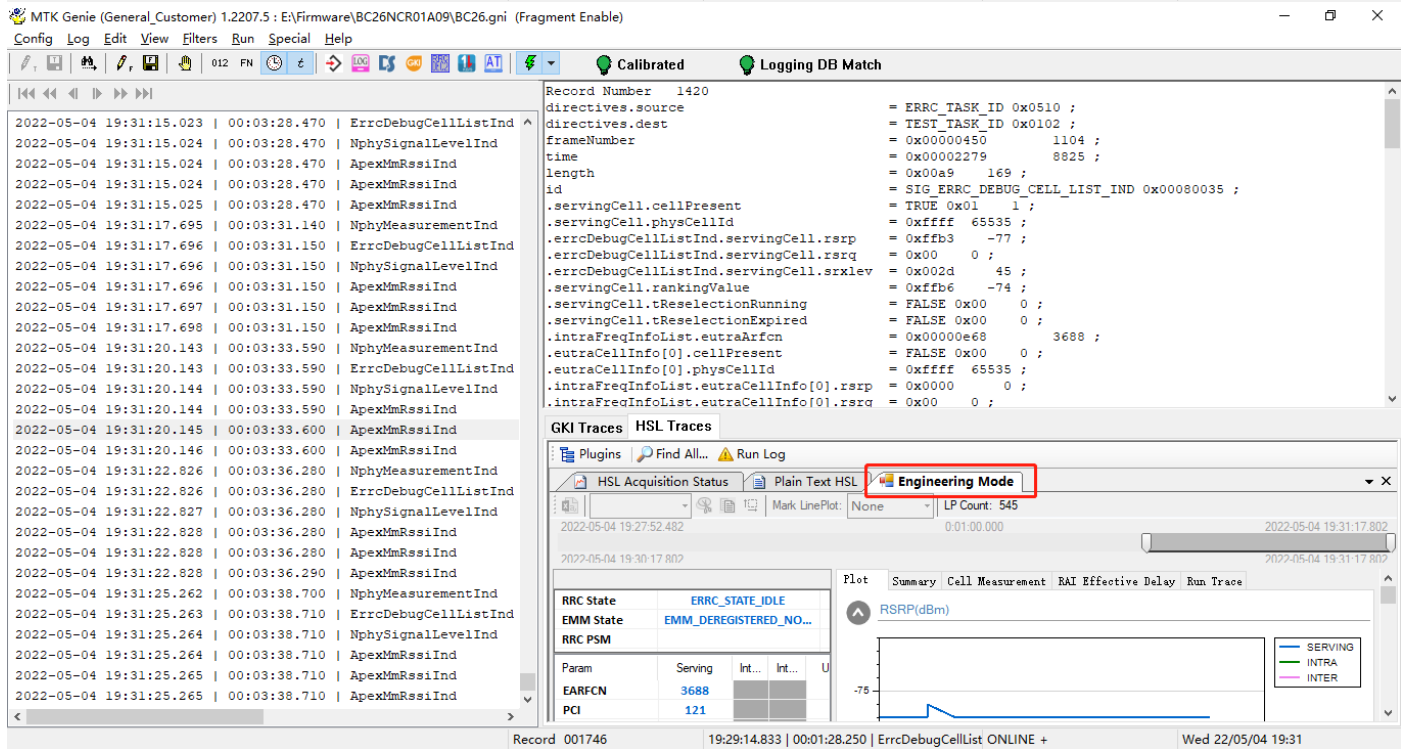 MTK Genie (General_Customer) 1.2207.5 : E:\Firmware\BC26NCR01A09\BC26.gni (Fragment Enable)
Config Log Edit View Filters Run Special Help
012 FN t LOG GKI AT Calibrated Logging DB Match
2022-05-04 19:31:15.023 | 00:03:28.470 | ErrcDebugCellListInd
2022-05-04 19:31:15.024 | 00:03:28.470 | NphySignalLevelInd
2022-05-04 19:31:15.024 | 00:03:28.470 | ApexMmRssiInd
2022-05-04 19:31:15.024 | 00:03:28.470 | ApexMmRssiInd
2022-05-04 19:31:15.025 | 00:03:28.470 | ApexMmRssiInd
2022-05-04 19:31:17.695 | 00:03:31.140 | NphyMeasurementInd
2022-05-04 19:31:17.696 | 00:03:31.150 | ErrcDebugCellListInd
2022-05-04 19:31:17.696 | 00:03:31.150 | NphySignalLevelInd
2022-05-04 19:31:17.696 | 00:03:31.150 | ApexMmRssiInd
2022-05-04 19:31:17.697 | 00:03:31.150 | ApexMmRssiInd
2022-05-04 19:31:17.698 | 00:03:31.150 | ApexMmRssiInd
2022-05-04 19:31:20.143 | 00:03:33.590 | NphyMeasurementInd
2022-05-04 19:31:20.143 | 00:03:33.590 | ErrcDebugCellListInd
2022-05-04 19:31:20.144 | 00:03:33.590 | NphySignalLevelInd
2022-05-04 19:31:20.144 | 00:03:33.590 | ApexMmRssiInd
2022-05-04 19:31:20.145 | 00:03:33.600 | ApexMmRssiInd
2022-05-04 19:31:20.146 | 00:03:33.600 | ApexMmRssiInd
2022-05-04 19:31:22.826 | 00:03:36.280 | NphyMeasurementInd
2022-05-04 19:31:22.826 | 00:03:36.280 | ErrcDebugCellListInd
2022-05-04 19:31:22.827 | 00:03:36.280 | NphySignalLevelInd
2022-05-04 19:31:22.828 | 00:03:36.280 | ApexMmRssiInd
2022-05-04 19:31:22.828 | 00:03:36.280 | ApexMmRssiInd
2022-05-04 19:31:22.828 | 00:03:36.290 | ApexMmRssiInd
2022-05-04 19:31:25.262 | 00:03:38.700 | NphyMeasurementInd
2022-05-04 19:31:25.263 | 00:03:38.710 | ErrcDebugCellListInd
2022-05-04 19:31:25.264 | 00:03:38.710 | NphySignalLevelInd
2022-05-04 19:31:25.264 | 00:03:38.710 | ApexMmRssiInd
2022-05-04 19:31:25.265 | 00:03:38.710 | ApexMmRssiInd
2022-05-04 19:31:25.265 | 00:03:38.710 | ApexMmRssiInd
Record Number 1420
directives.source = ERRC_TASK_ID 0x0510 ;
directives.dest = TEST_TASK_ID 0x0102 ;
frameNumber = 0x00000450 1104 ;
time = 0x00002279 8825 ;
length = 0x00a9 169 ;
id = SIG_ERRC_DEBUG_CELL_LIST_IND 0x00080035 ;
.servingCell.cellPresent = TRUE 0x01 1 ;
.servingCell.physCellId = 0xffff 65535 ;
.errcDebugCellListInd.servingCell.rsrp = 0xffb3 -77 ;
.errcDebugCellListInd.servingCell.rsrq = 0x00 0 ;
.errcDebugCellListInd.servingCell.srxlev = 0x002d 45 ;
.servingCell.rankingValue = 0xffb6 -74 ;
.servingCell.tReselectionRunning = FALSE 0x00 0 ;
.servingCell.tReselectionExpired = FALSE 0x00 0 ;
.intraFreqInfoList.eutraArfcn = 0x00000e68 3688 ;
.eutraCellInfo[0].cellPresent = FALSE 0x00 0 ;
.eutraCellInfo[0].physCellId = 0xffff 65535 ;
.intraFreqInfoList.eutraCellInfo[0].rsrp = 0x0000 0 ;
.intraFreqInfoList.eutraCellInfo[0].rsrq = 0x00 0 ;
GKI Traces HSL Traces
Plugins Find All... Run Log
HSL Acquisition Status Plain Text HSL Engineering Mode
Mark LinePlot: None LP Count: 545
2022-05-04 19:27:52.482 0:01:00.000 2022-05-04 19:31:17.802
2022-05-04 19:30:17.802 2022-05-04 19:31:17.802
RRC State ERRC_STATE_IDLE
EMM State EMM_DEREGISTERED_NO...
RRC PSM
Param Serving Int... Int... U
EARFCN 3688
PCI 121
Plot Summary Cell Measurement RAI Effective Delay Run Trace
RSRP(dBm)
-75
SERVING
INTRA
INTER
Record 001746 19:29:14.833 | 00:01:28.250 | ErrcDebugCellList ONLINE + Wed 22/05/04 19:31